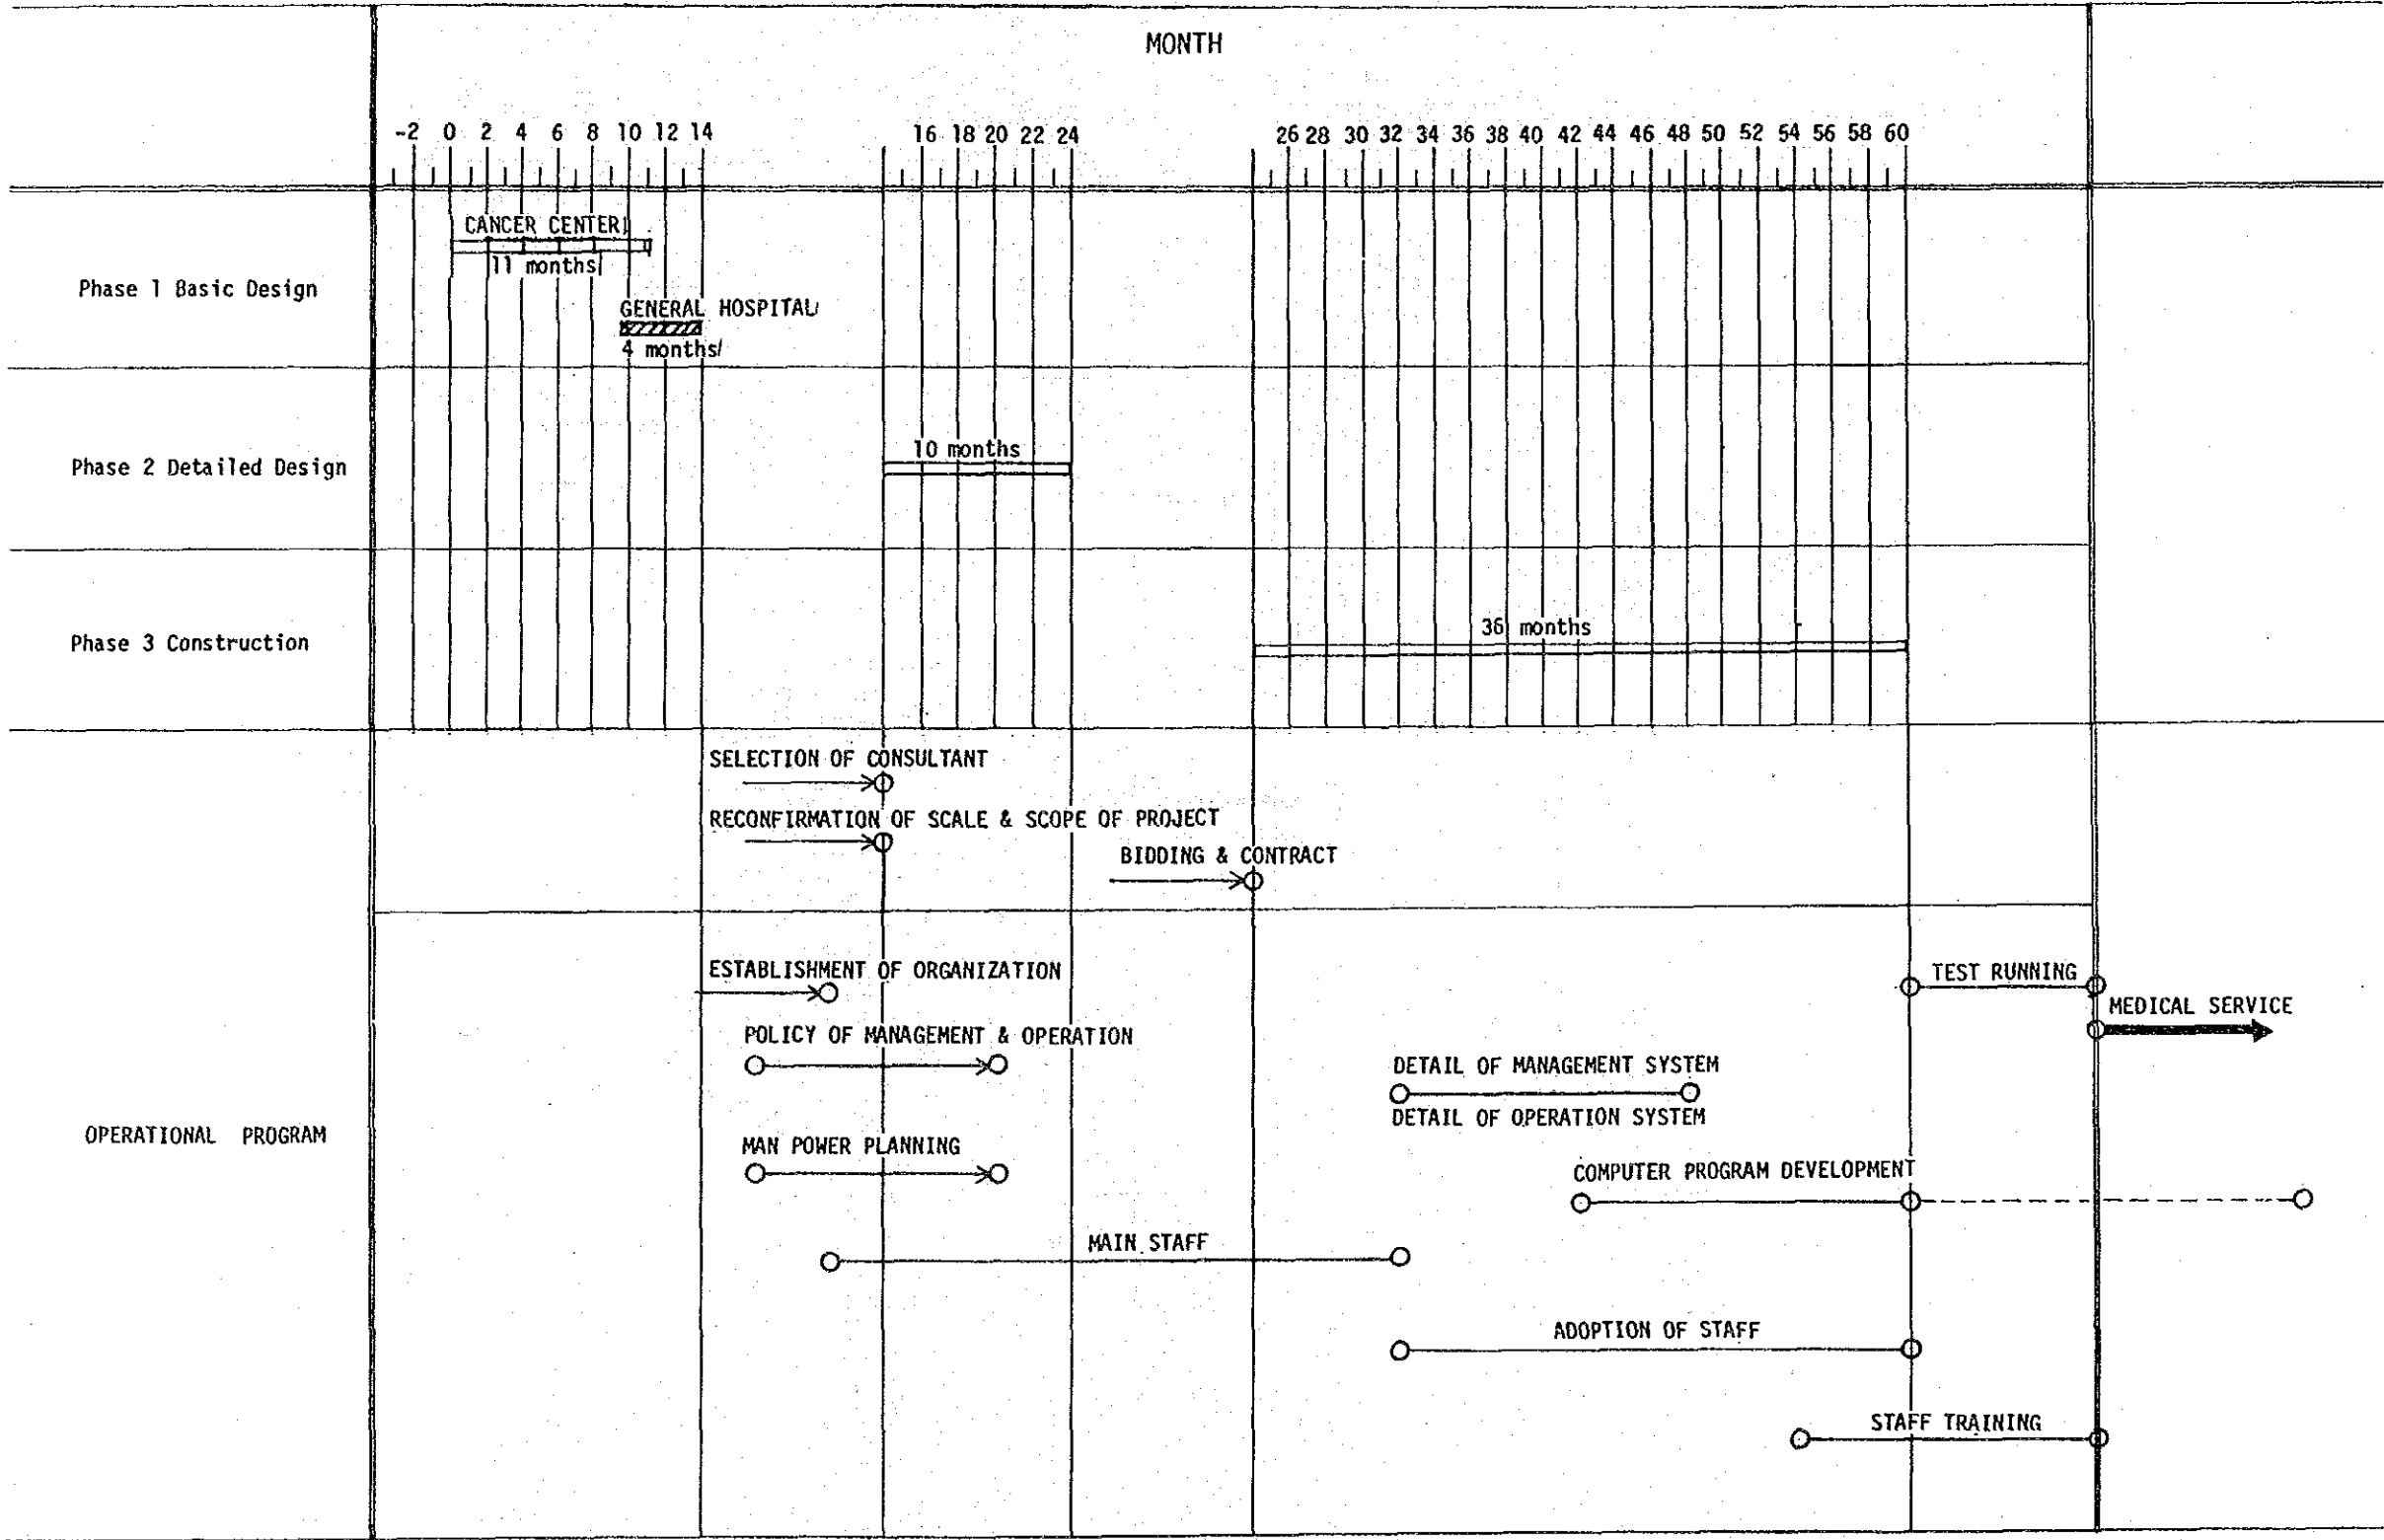 MONTH
-2 0 2 4 6 8 10 12 14 16 18 20 22 24 26 28 30 32 34 36 38 40 42 44 46 48 50 52 54 56 58 60
CANCER CENTER
11 months
Phase 1 Basic Design
GENERAL HOSPITAL
4 months
10 months
Phase 2 Detailed Design
36 months
Phase 3 Construction
SELECTION OF CONSULTANT
RECONFIRMATION OF SCALE & SCOPE OF PROJECT
BIDDING & CONTRACT
ESTABLISHMENT OF ORGANIZATION
TEST RUNNING
MEDICAL SERVICE
POLICY OF MANAGEMENT & OPERATION
DETAIL OF MANAGEMENT SYSTEM
DETAIL OF OPERATION SYSTEM
OPERATIONAL PROGRAM
MAN POWER PLANNING
COMPUTER PROGRAM DEVELOPMENT
MAIN STAFF
ADOPTION OF STAFF
STAFF TRAINING